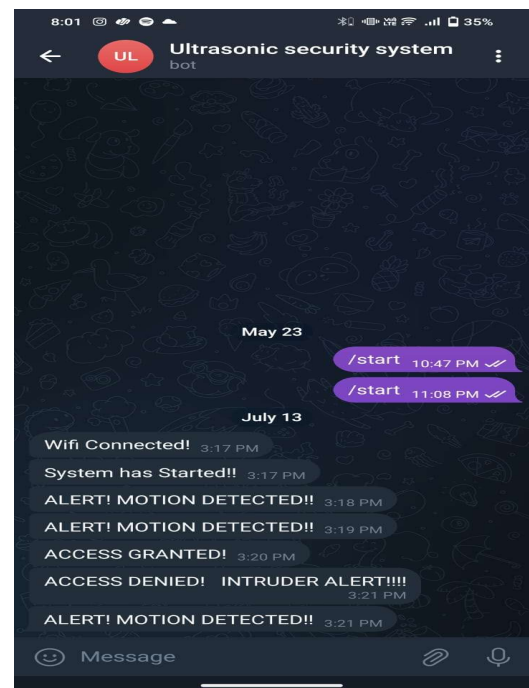 8:01
35%
UL
Ultrasonic security system
bot
May 23
/start 10:47 PM
/start 11:08 PM
July 13
Wifi Connected! 3:17 PM
System has Started!! 3:17 PM
ALERT! MOTION DETECTED!! 3:18 PM
ALERT! MOTION DETECTED!! 3:19 PM
ACCESS GRANTED! 3:20 PM
ACCESS DENIED! INTRUDER ALERT!!!!
3:21 PM
ALERT! MOTION DETECTED!! 3:21 PM
Message